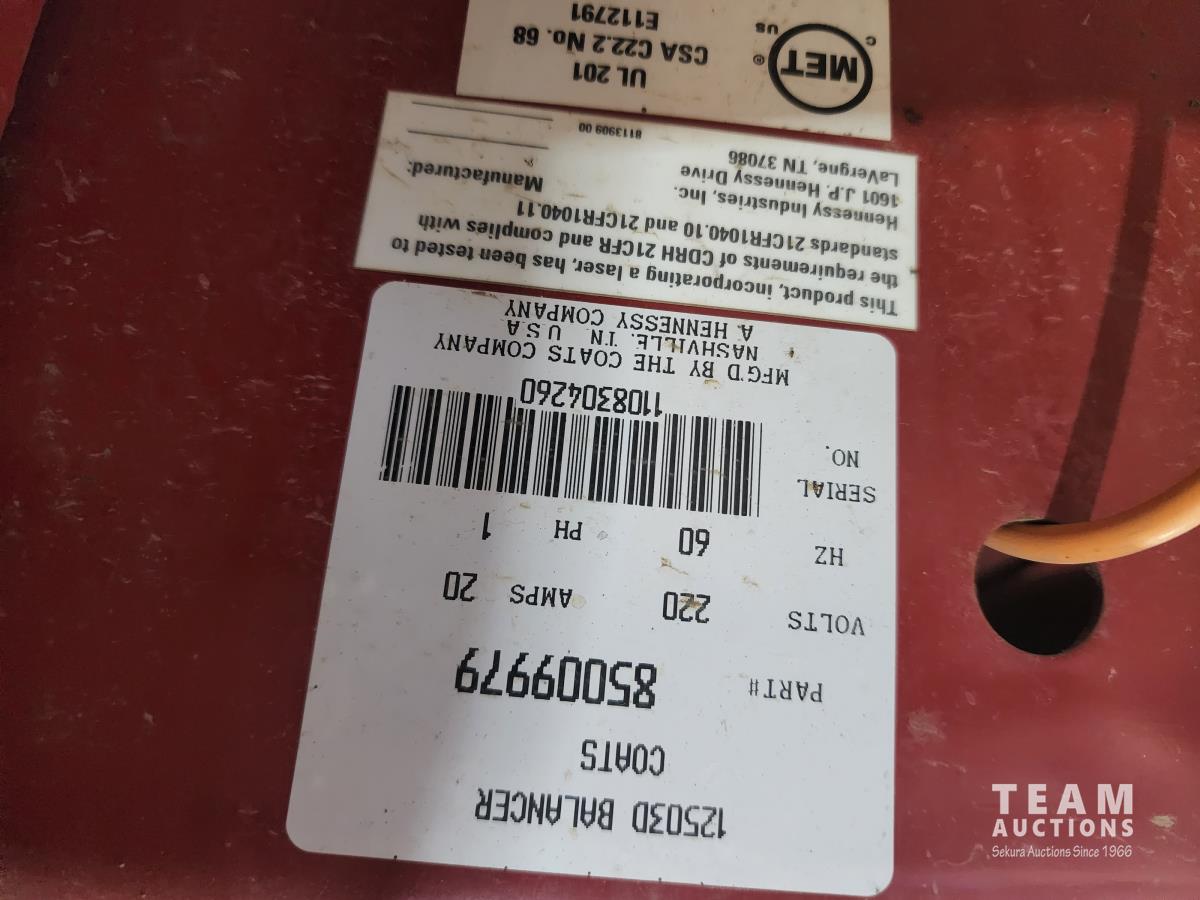 12503D BALANCER
COATS
PART# 85009979
VOLTS 220 AMPS 20
HZ 60 PH 1
SERIAL
NO.
1108304260
MFG'D BY THE COATS COMPANY
NASHVILLE. TN U.S.A
A HENNESSY COMPANY
This product, incorporating a laser, has been tested to
the requirements of CDRH 21CFR and complies with
standards 21CFR1040.10 and 21CFR1040.11
Hennessy Industries, Inc.
1601 J.P. Hennessy Drive
LaVergne, TN 37086
Manufactured:
8113909 00
MET ®
C US
UL 201
CSA C22.2 No. 68
E112791
TEAM
AUCTIONS
Sekura Auctions Since 1966